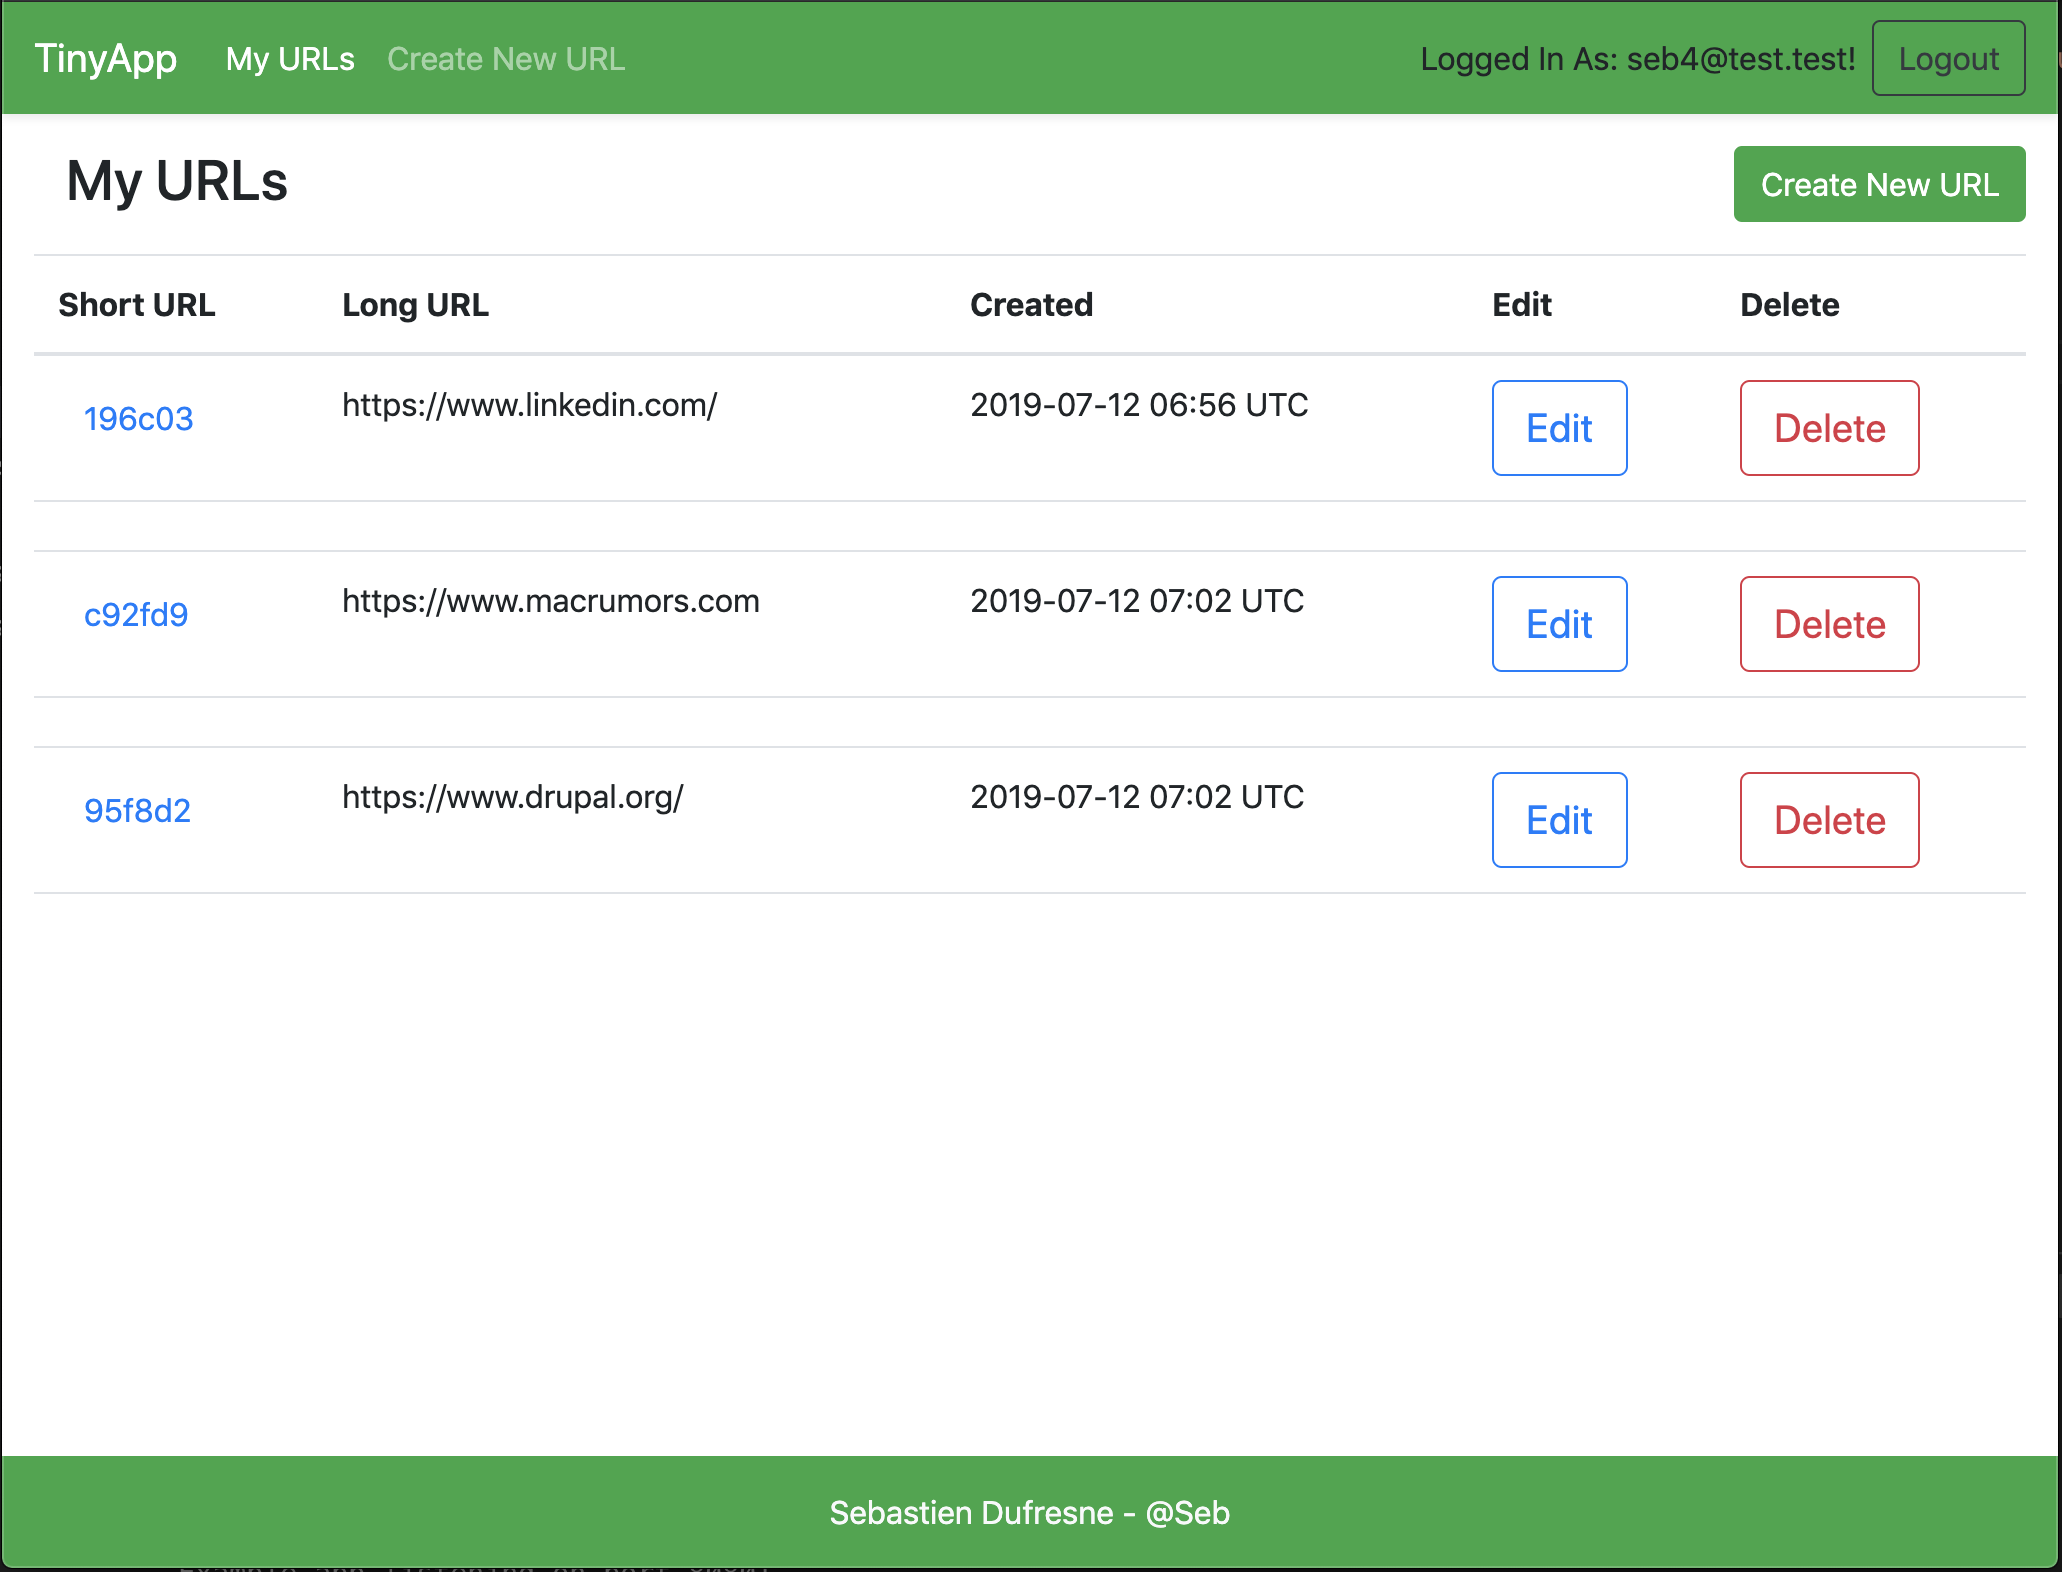 TinyApp My URLs Create New URL Logged In As: seb4@test.test! Logout
My URLs Create New URL
Short URL Long URL Created Edit Delete
196c03 https://www.linkedin.com/ 2019-07-12 06:56 UTC Edit Delete
c92fd9 https://www.macrumors.com 2019-07-12 07:02 UTC Edit Delete
95f8d2 https://www.drupal.org/ 2019-07-12 07:02 UTC Edit Delete
Sebastien Dufresne - @Seb